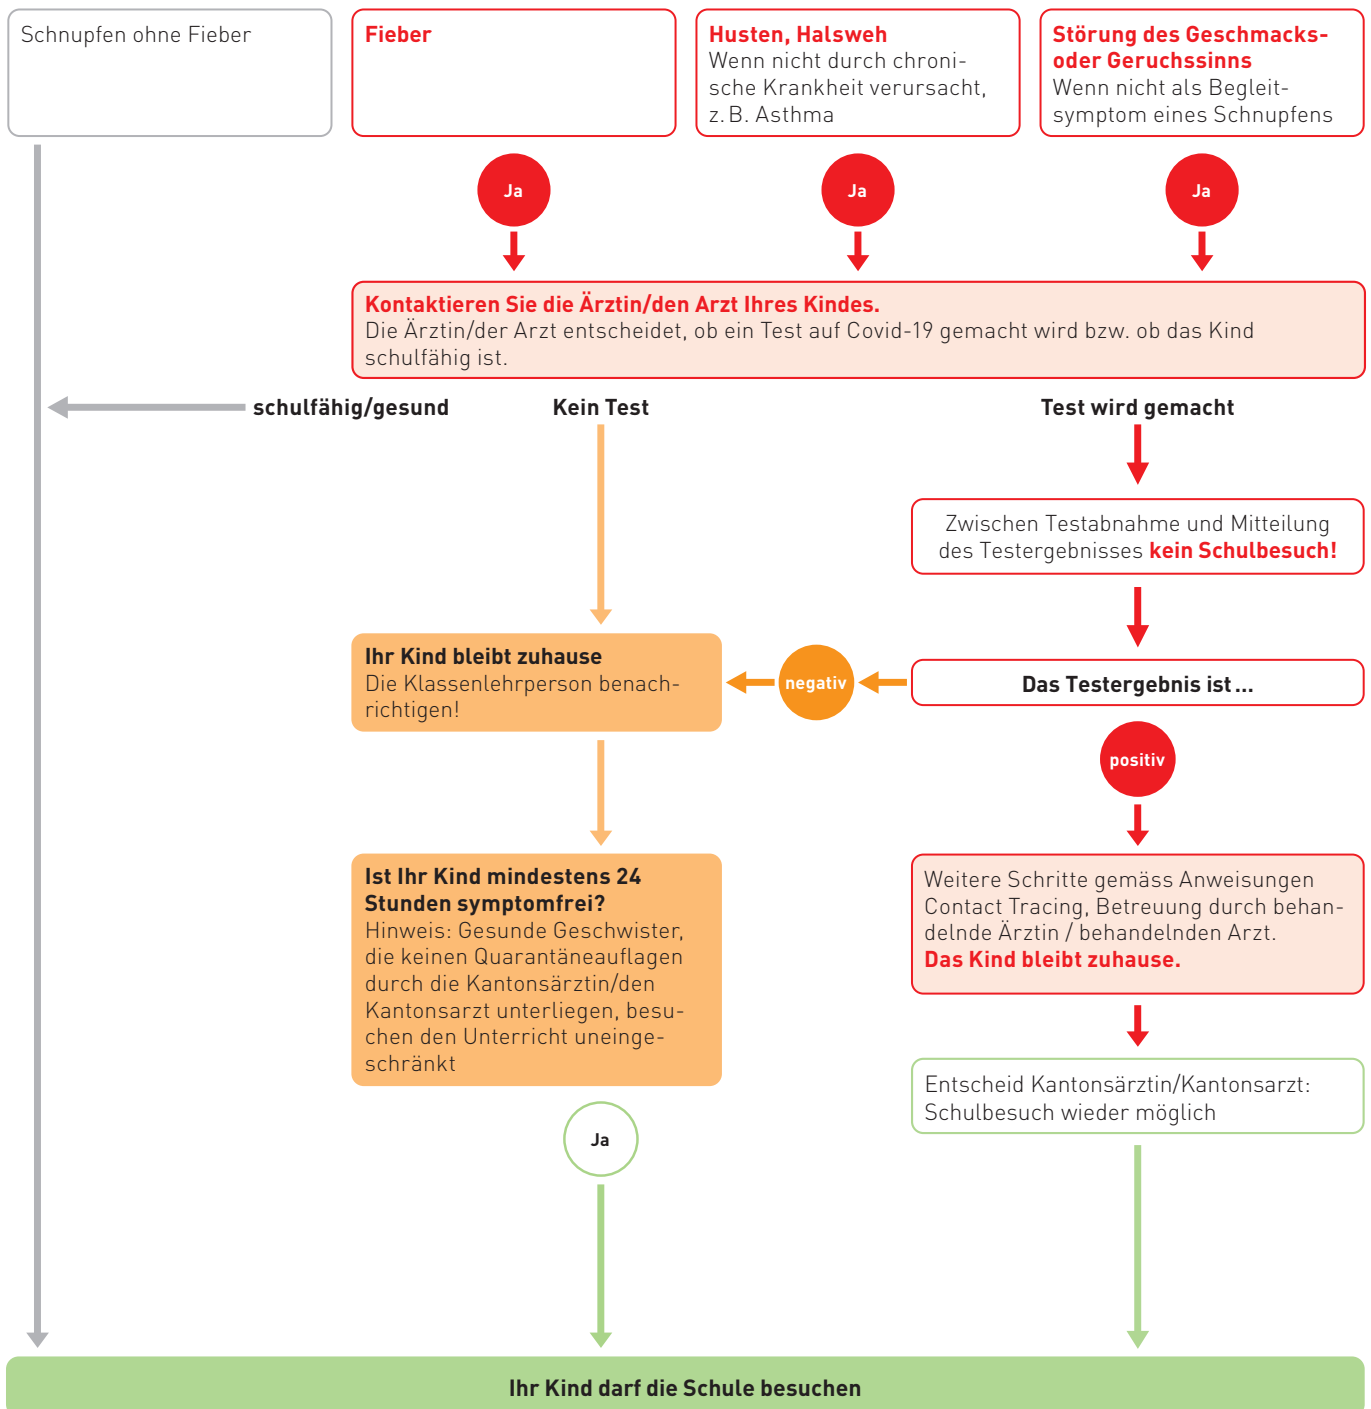 Schnupfen ohne Fieber
Fieber
Husten, Halsweh
Wenn nicht durch chroni-
sche Krankheit verursacht,
z. B. Asthma
Störung des Geschmacks-
oder Geruchssinns
Wenn nicht als Begleit-
symptom eines Schnupfens
Ja
Ja
Ja
Kontaktieren Sie die Ärztin/den Arzt Ihres Kindes.
Die Ärztin/der Arzt entscheidet, ob ein Test auf Covid-19 gemacht wird bzw. ob das Kind
schulfähig ist.
schulfähig/gesund
Kein Test
Test wird gemacht
Zwischen Testabnahme und Mitteilung
des Testergebnisses kein Schulbesuch!
Ihr Kind bleibt zuhause
Die Klassenlehrperson benach-
richtigen!
negativ
Das Testergebnis ist ...
positiv
Ist Ihr Kind mindestens 24
Stunden symptomfrei?
Hinweis: Gesunde Geschwister,
die keinen Quarantäneauflagen
durch die Kantonsärztin/den
Kantonsarzt unterliegen, besu-
chen den Unterricht uneinge-
schränkt
Weitere Schritte gemäss Anweisungen
Contact Tracing, Betreuung durch behan-
delnde Ärztin / behandelnden Arzt.
Das Kind bleibt zuhause.
Entscheid Kantonsärztin/Kantonsarzt:
Schulbesuch wieder möglich
Ja
Ihr Kind darf die Schule besuchen